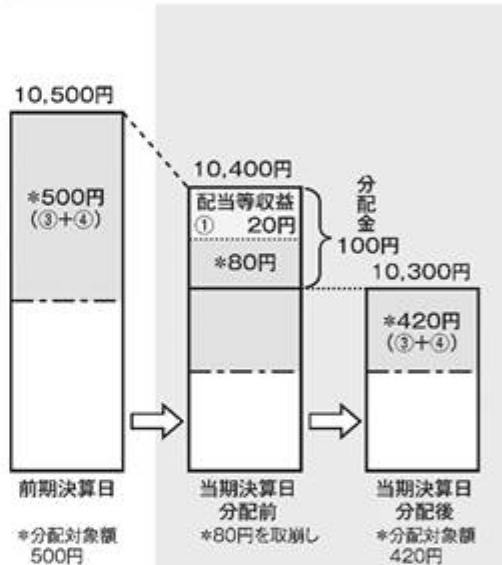 10,500円
*500円
(③+④)
前期決算日
*分配対象額
500円
10,400円
配当等収益
① 20円
*80円
分配金
100円
当期決算日
分配前
*80円を取崩し
10,300円
*420円
(③+④)
当期決算日
分配後
*分配対象額
420円